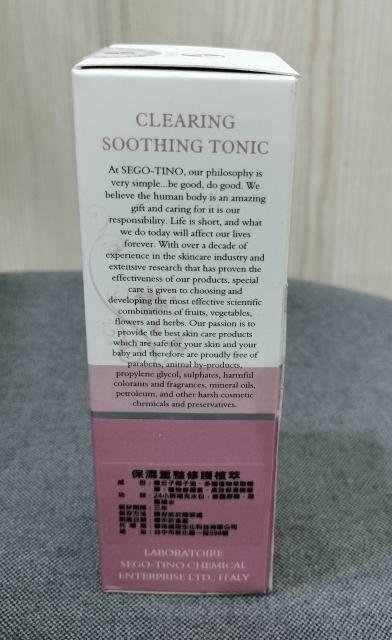 CLEARING
SOOTHING TONIC
At SEGO-TINO, our philosophy is
very simple...be good, do good. We
believe the human body is an amazing
gift and caring for it is our
responsibility. Life is short, and what
we do today will affect our lives
forever. With over a decade of
experience in the skincare industry and
extensive research that has proven the
effectiveness of our products, special
care is given to choosing and
developing the most effective scientific
combinations of fruits, vegetables,
flowers and herbs. Our passion is to
provide the best skin care products
which are safe for your skin and your
baby and therefore are proudly free of
parabens, animal by-products,
propylene glycol, sulphates, harmful
colorants and fragrances, mineral oils,
petroleum, and other harsh cosmetic
chemicals and preservatives.
保濕重整修護植萃
LABORATOIRE
SEGO-TINO CHEMICAL
ENTERPRISE LTD., ITALY